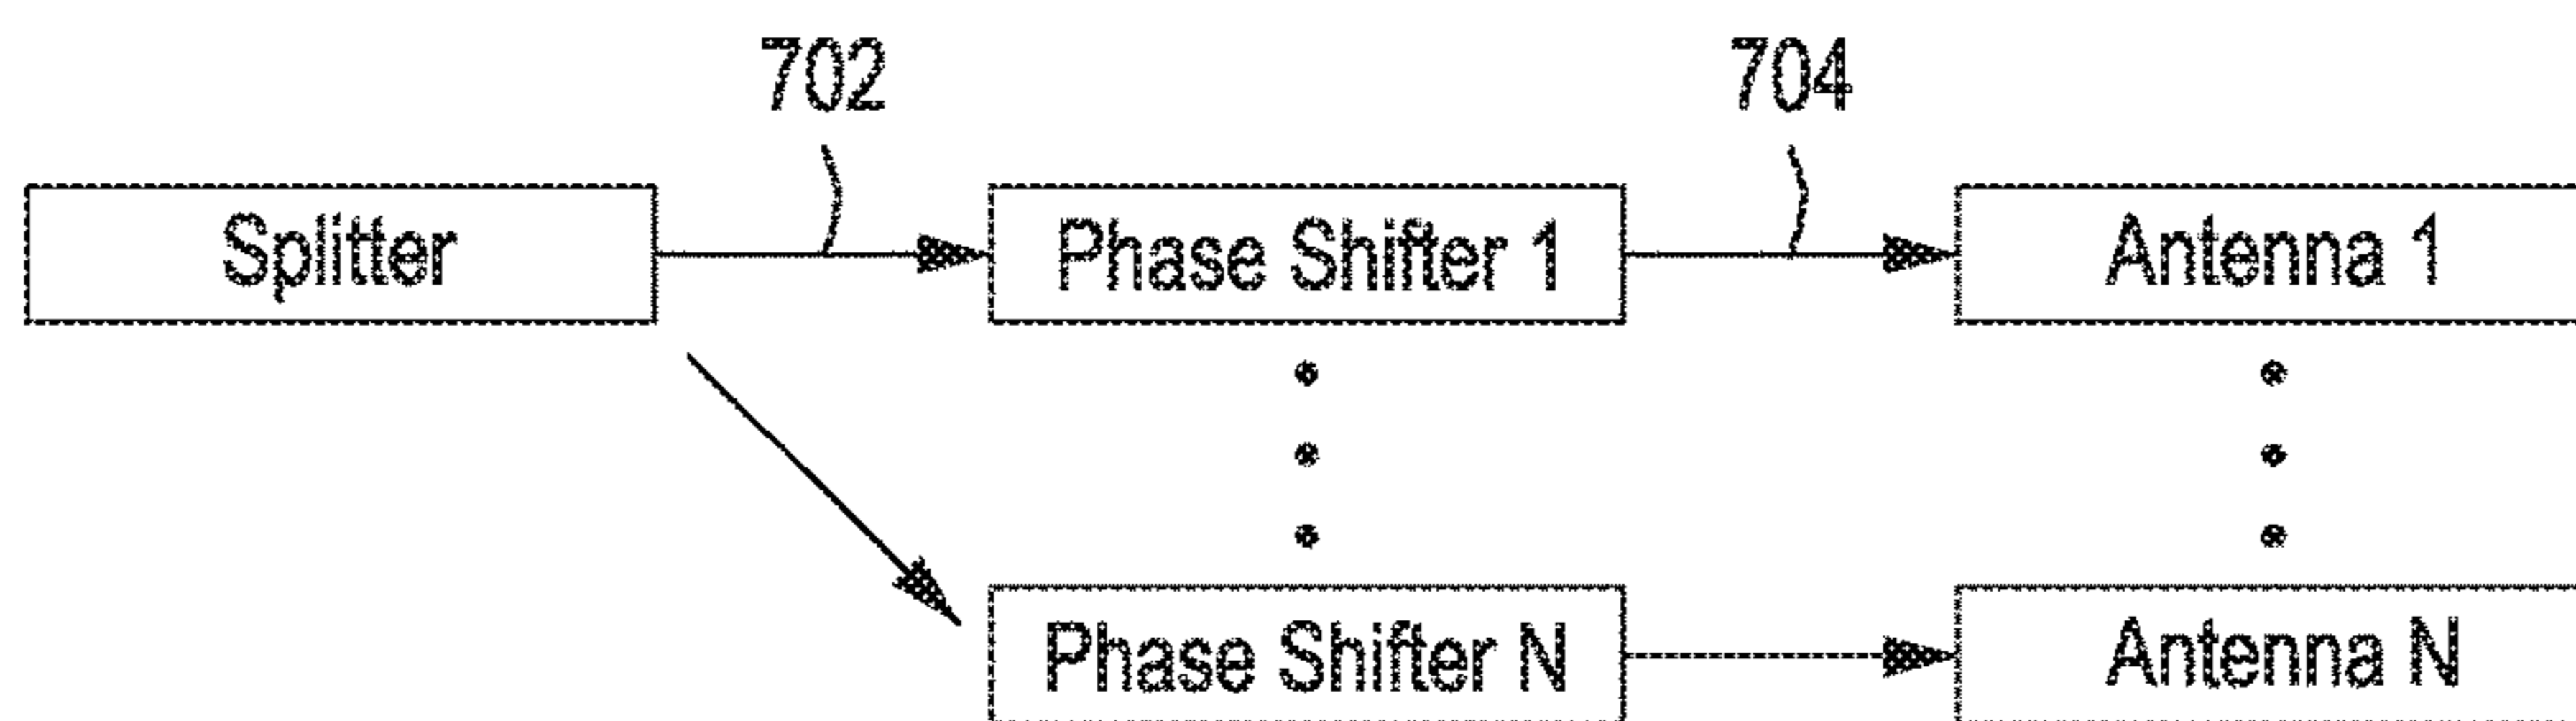 702 704
Splitter Phase Shifter 1 Antenna 1
Phase Shifter N Antenna N